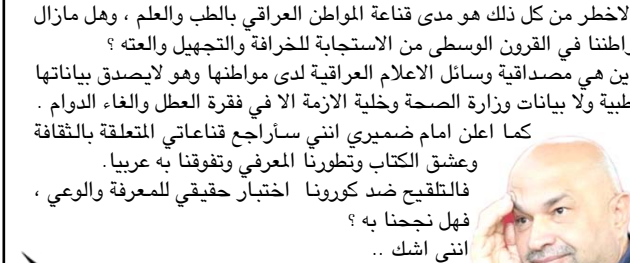 لاخطر من كل ذلك هو مدى قناعة المواطن العراقي بالطب والعلم ، وهل مازال
في القرون الوسطى من الاستجابة للخرافة والتجهيل والعته ؟
هي مصداقية وسائل الاعلام العراقية لدى مواطنها وهو لايصدق بياناتها
ولا بيانات وزارة الصحة وخلية الازمة الا في فقرة العطل والغاء الدوام .
كما اعلن امام ضميري انني سأراجع قناعاتي المتعلقة بالثقافة
وعشق الكتاب وتطورنا المعرفي وتفوقنا به عربيا.
فالتلقيح ضد كورونا اختبار حقيقي للمعرفة والوعي ،
فهل نجحنا به ؟
انني اشك ..